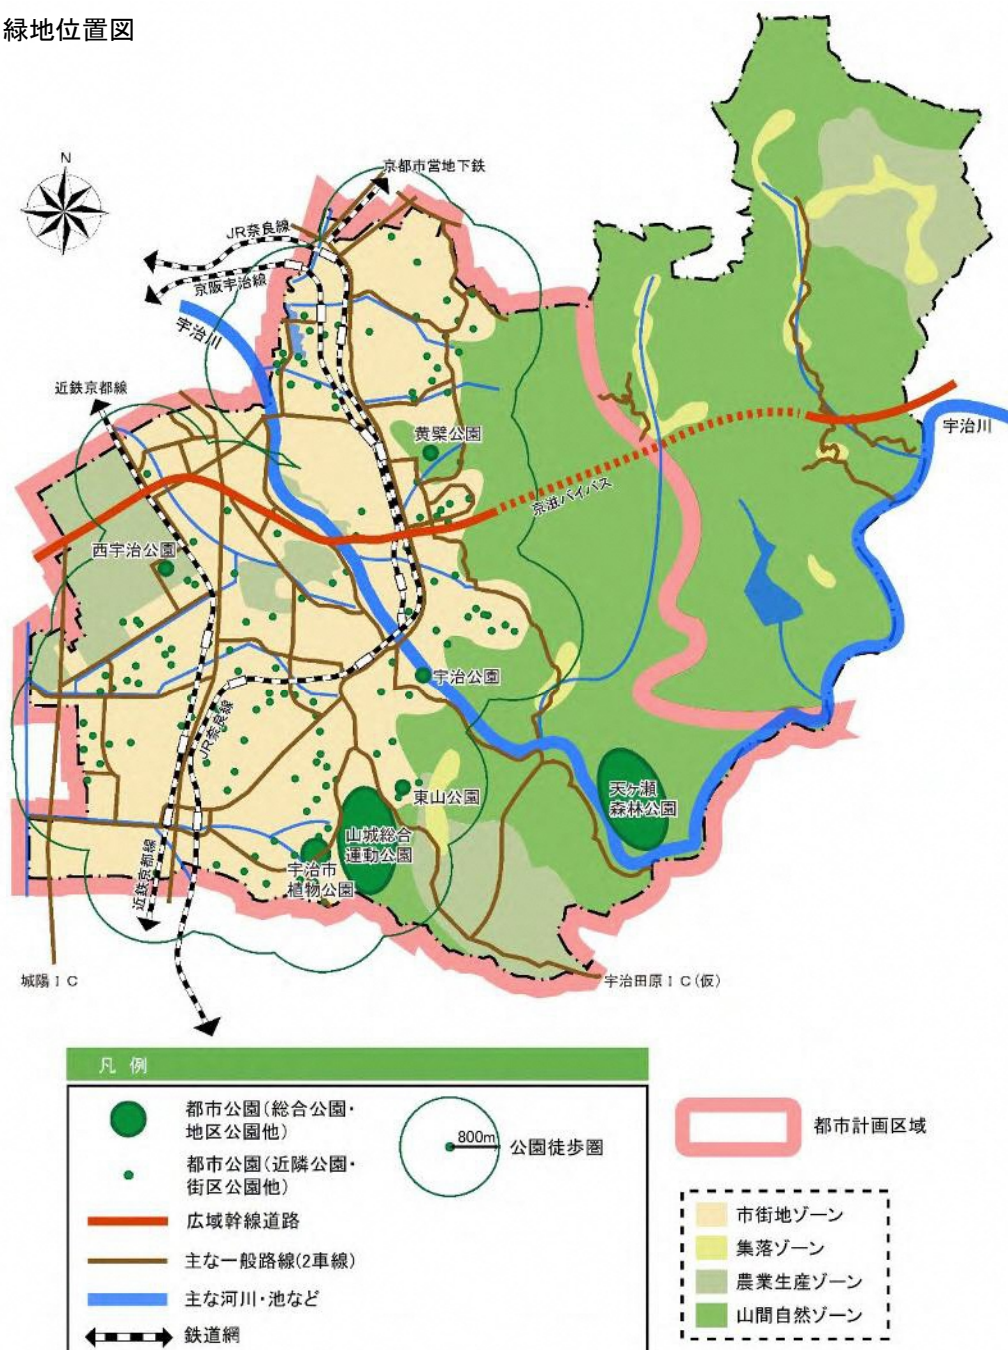 緑地位置図
N
京都市営地下鉄
JR奈良線
京阪宇治線
宇治川
近鉄京都線
黄檗公園
宇治川
京滋バイパス
西宇治公園
宇治公園
JR奈良線
天ヶ瀬
森林公園
東山公園
山城総合
運動公園
宇治市
植物公園
近鉄京都線
城陽IC
宇治田原IC(仮)
凡例
都市公園(総合公園・
地区公園他)
800m
公園徒歩圏
都市計画区域
都市公園(近隣公園・
街区公園他)
広域幹線道路
市街地ゾーン
集落ゾーン
主な一般路線(2車線)
農業生産ゾーン
主な河川・池など
山間自然ゾーン
鉄道網